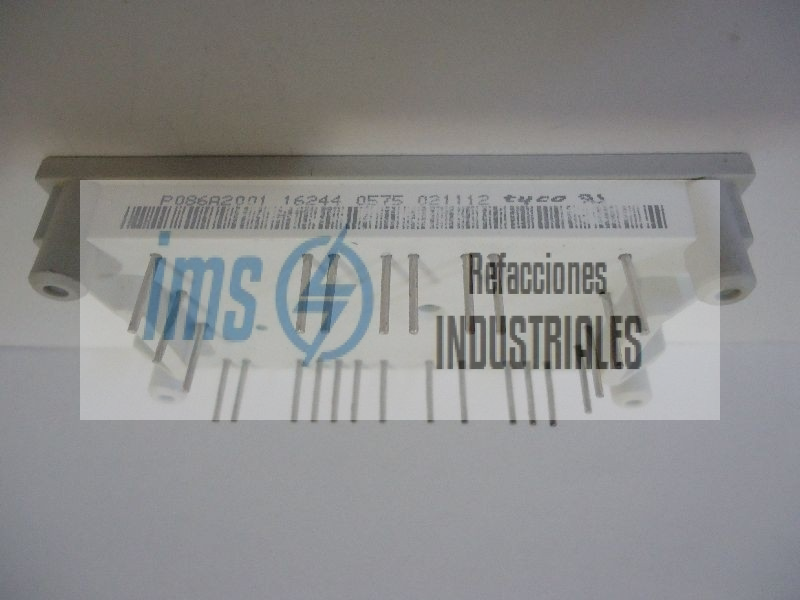 P086A2001 16244 0575 021112 tyco
ims
Refacciones
INDUSTRIALES